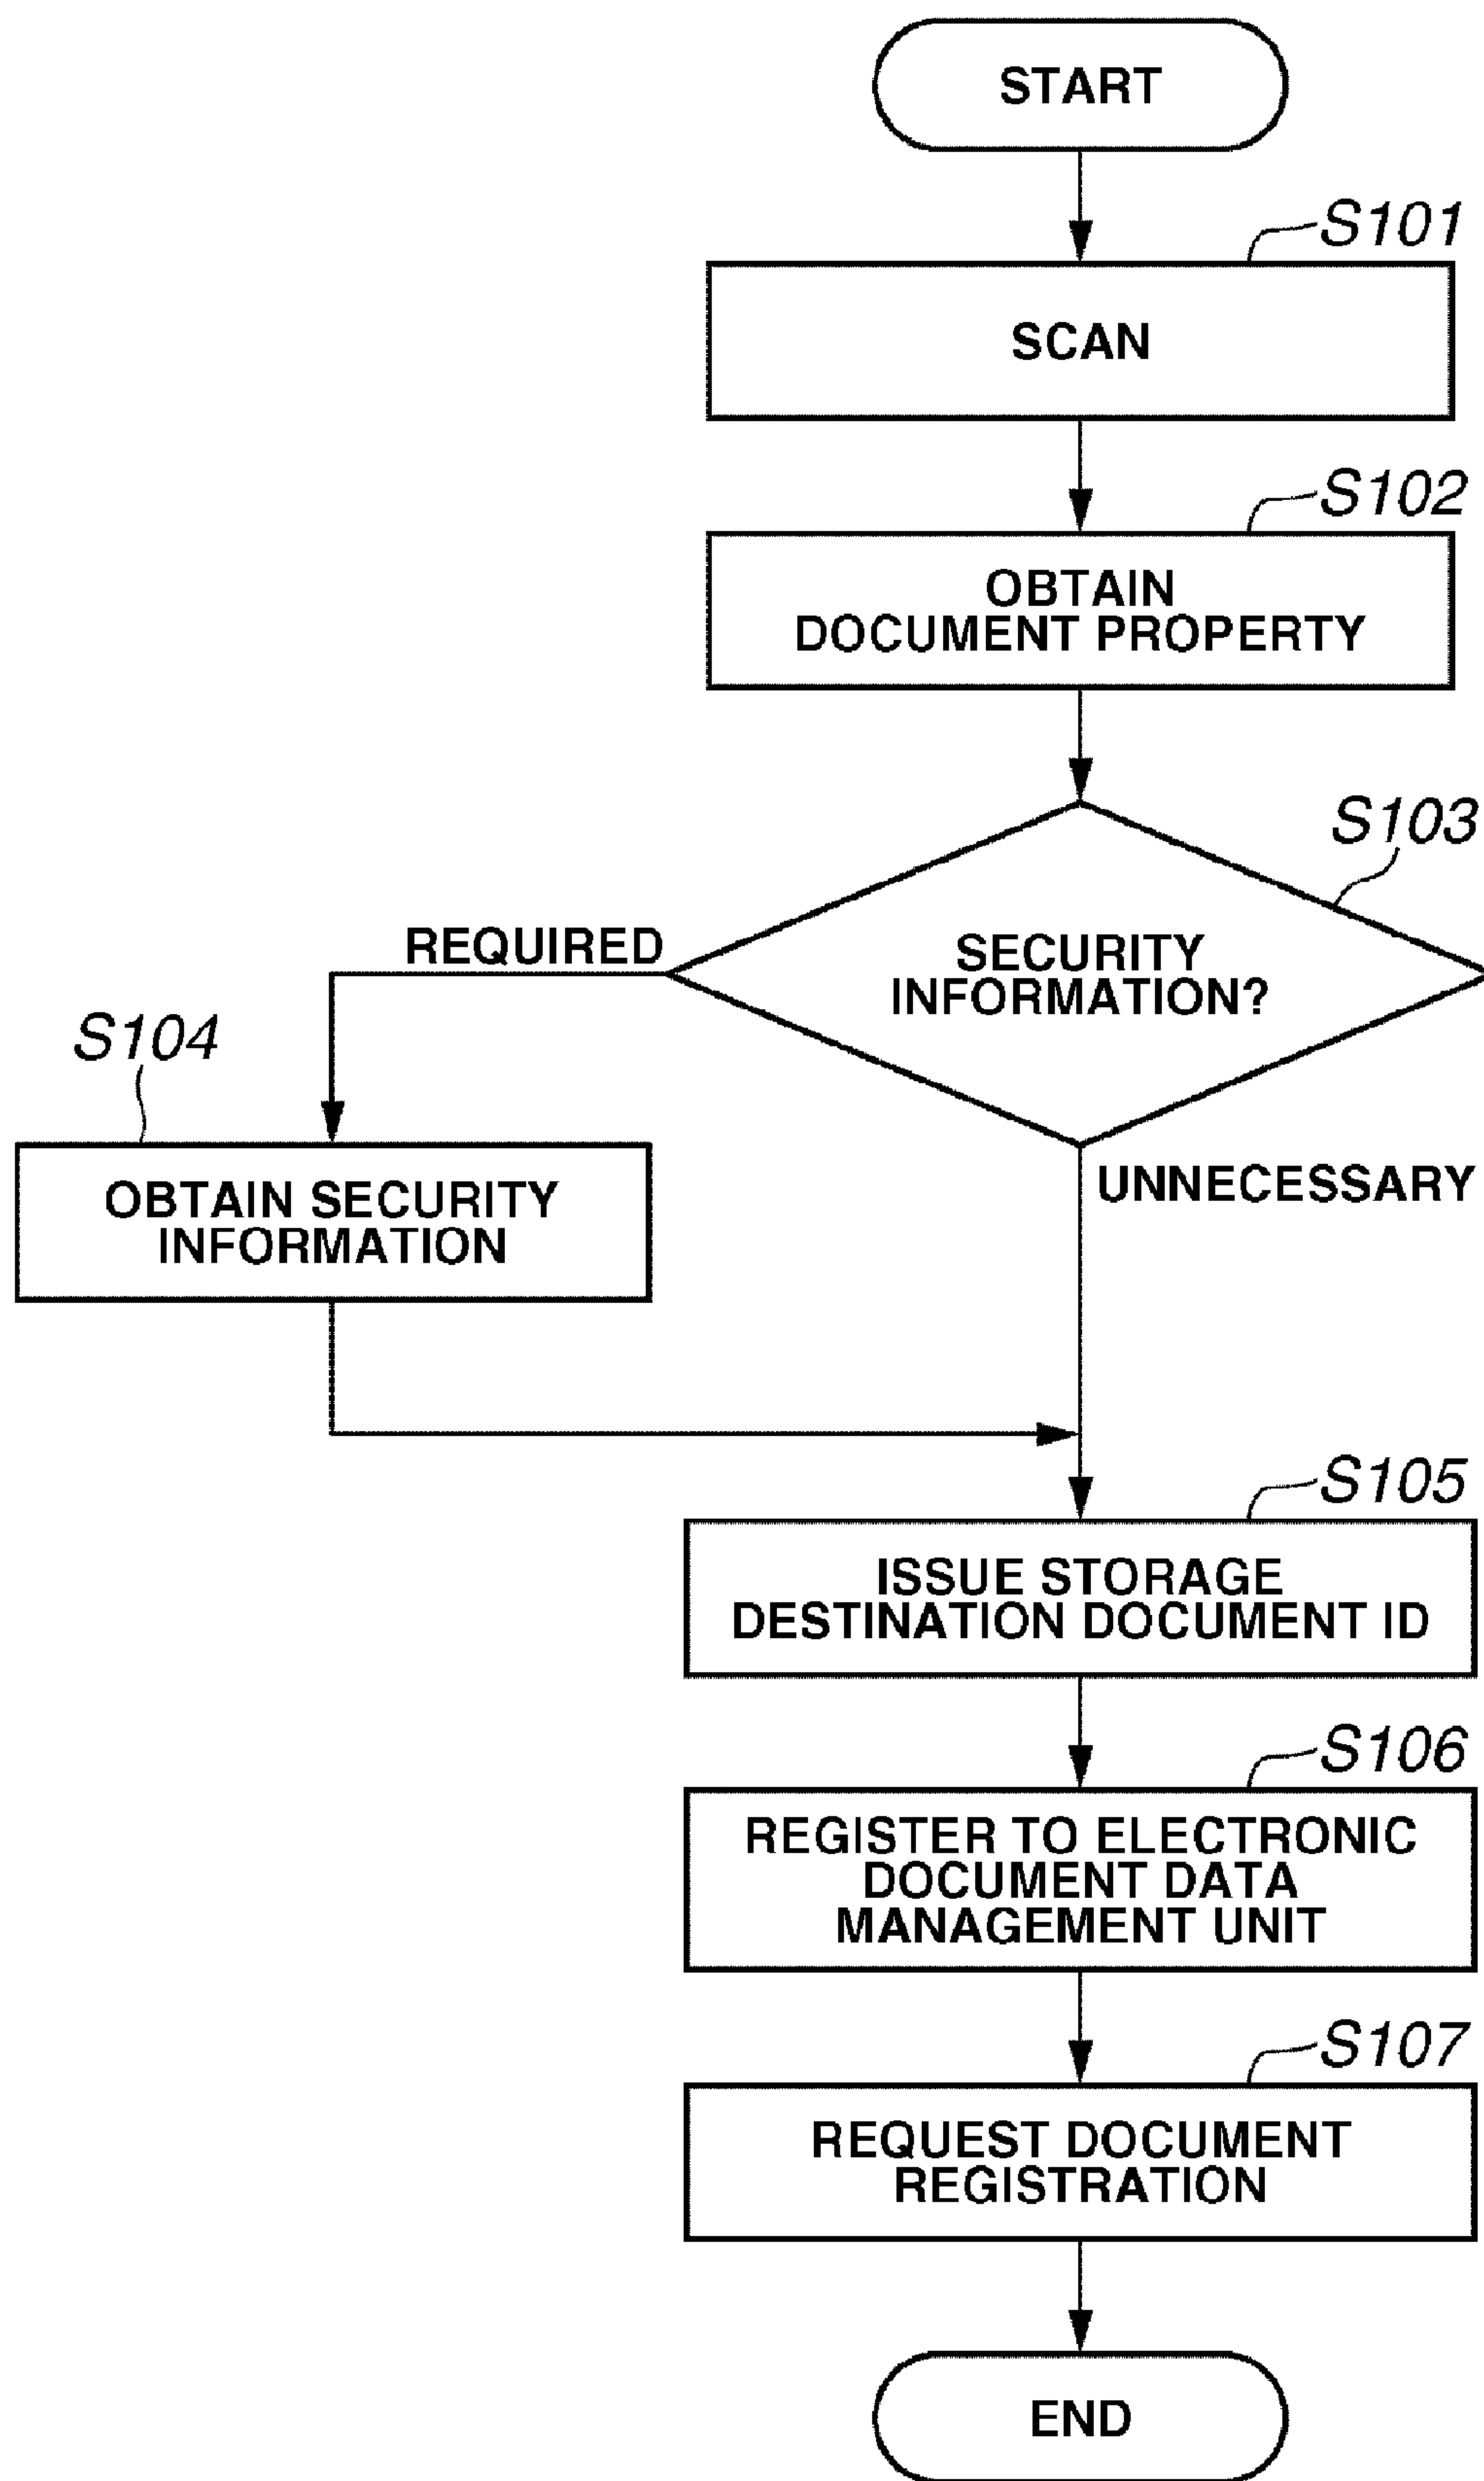 START
S101
SCAN
S102
OBTAIN
DOCUMENT PROPERTY
S103
SECURITY
INFORMATION?
REQUIRED
UNNECESSARY
S104
OBTAIN SECURITY
INFORMATION
S105
ISSUE STORAGE
DESTINATION DOCUMENT ID
S106
REGISTER TO ELECTRONIC
DOCUMENT DATA
MANAGEMENT UNIT
S107
REQUEST DOCUMENT
REGISTRATION
END